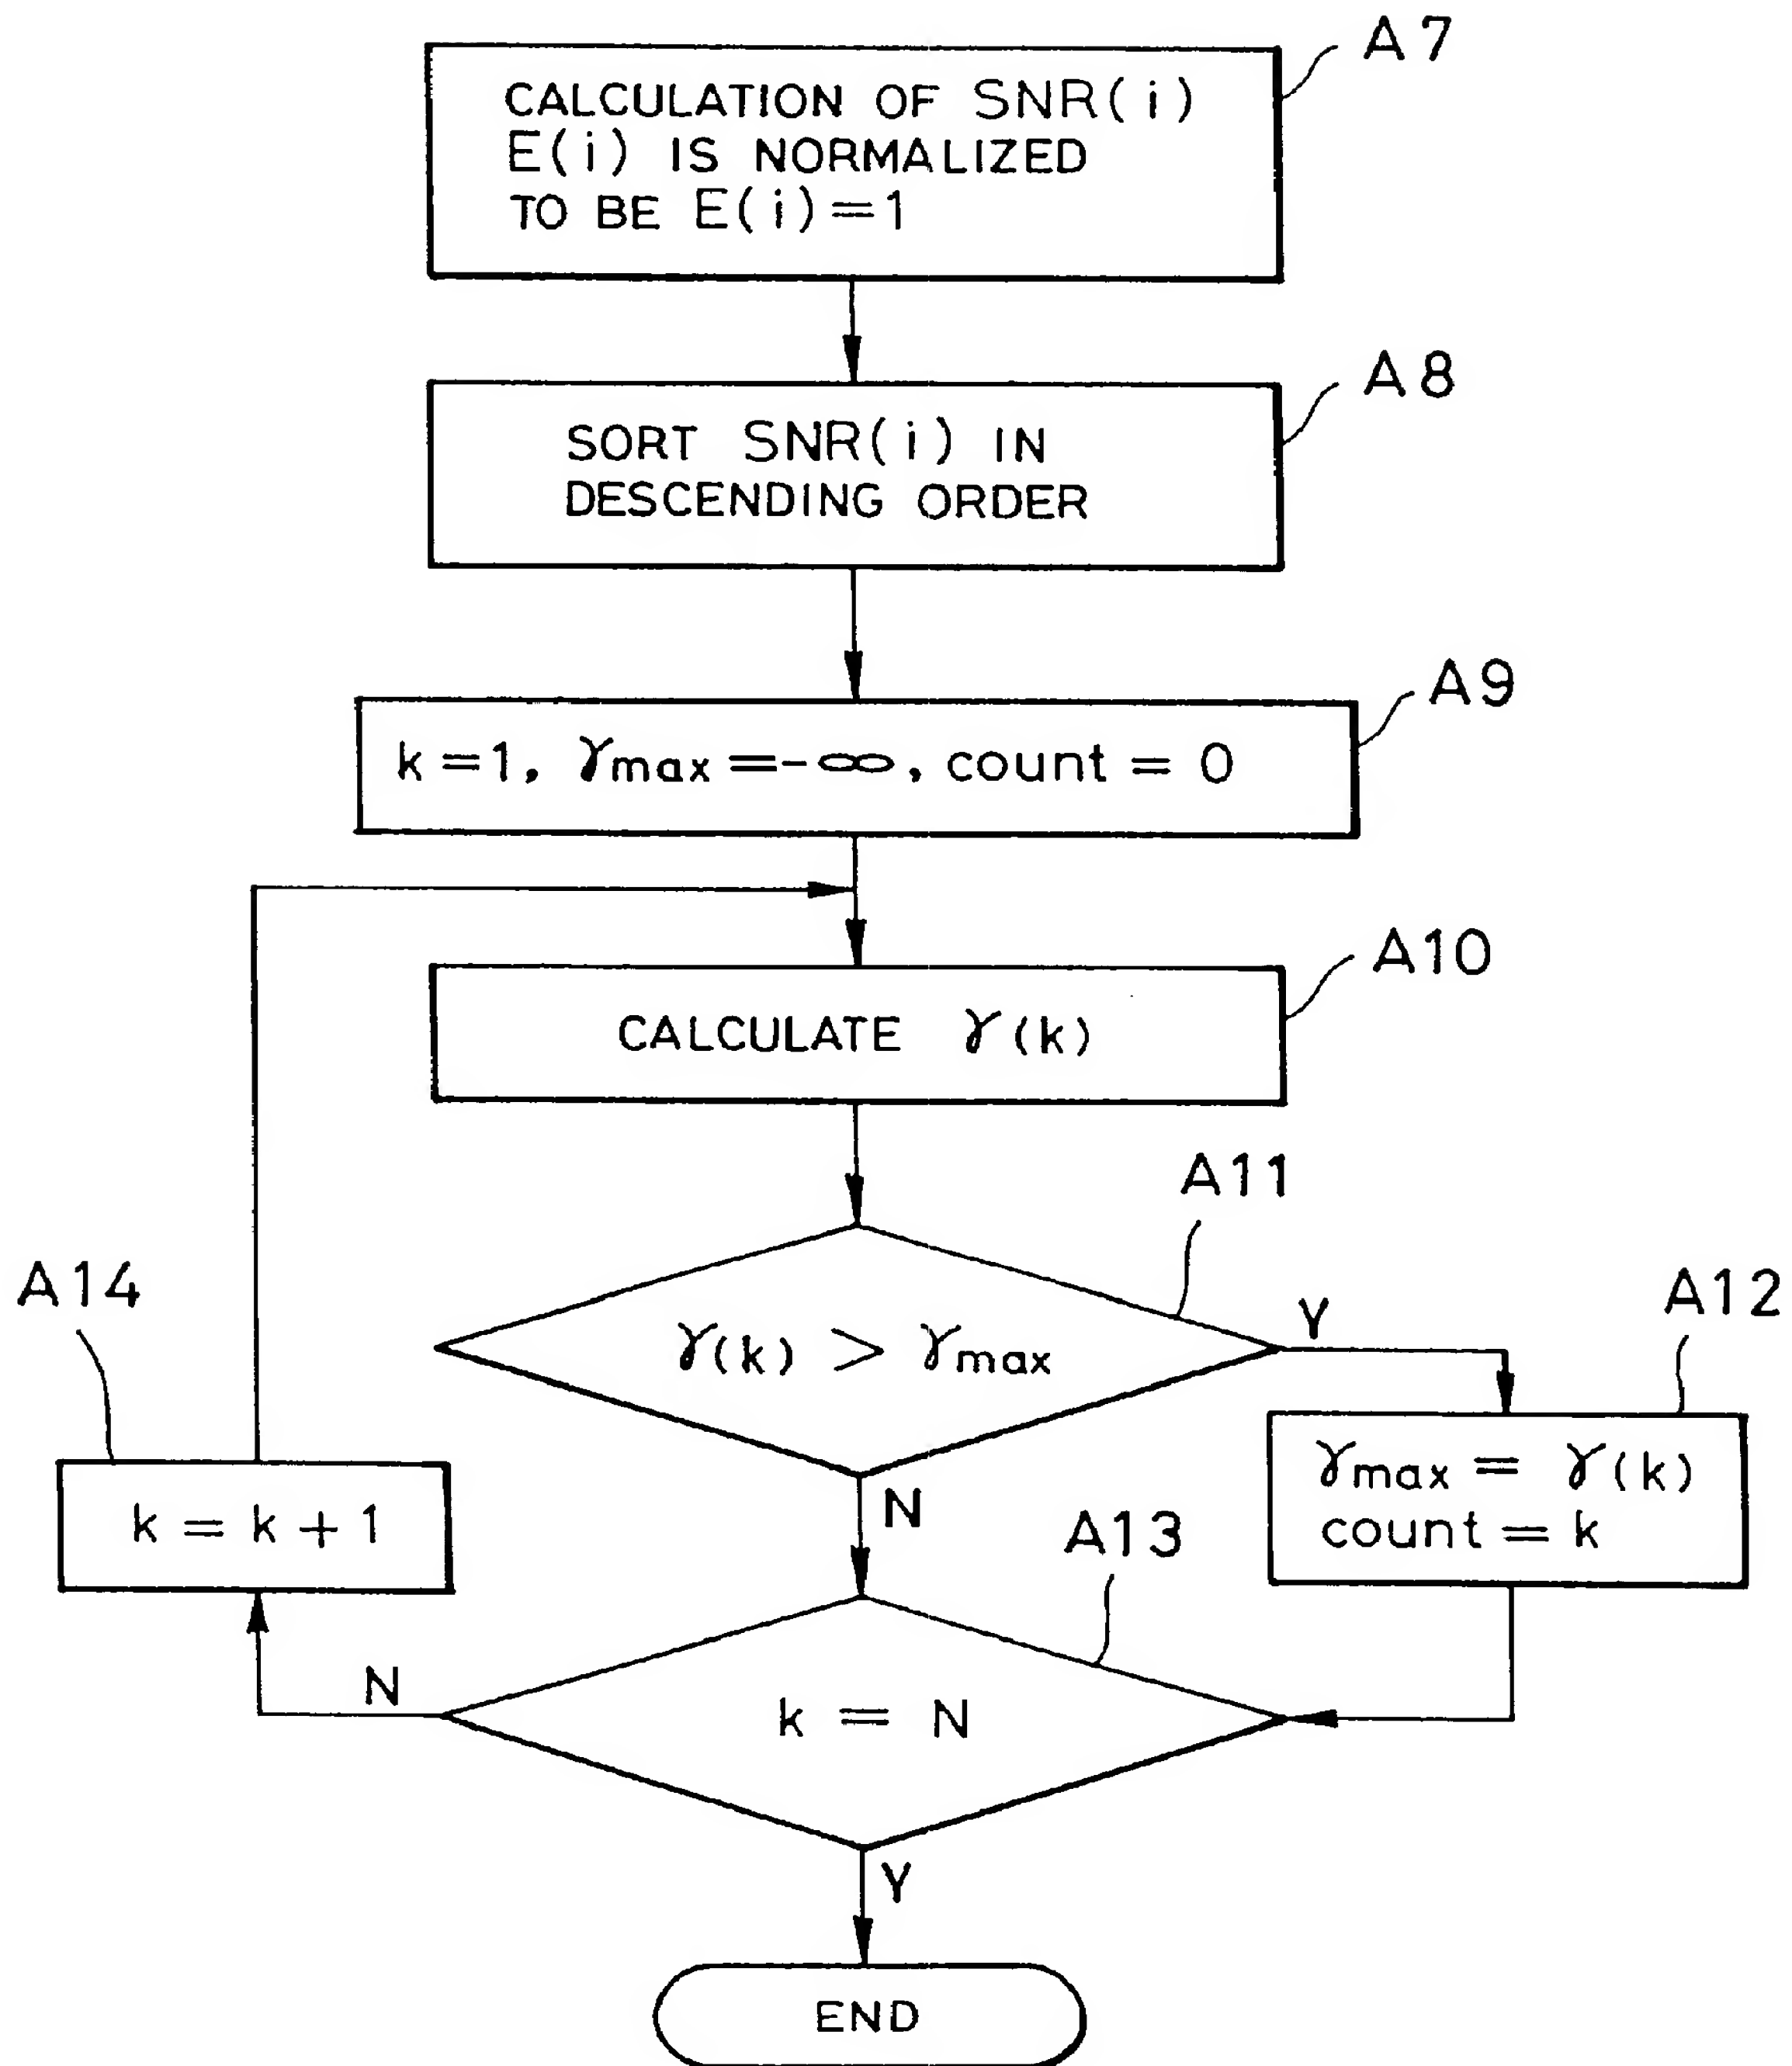 A7
CALCULATION OF SNR(i)
E(i) IS NORMALIZED
TO BE E(i)=1
A8
SORT SNR(i) IN
DESCENDING ORDER
A9
k=1, γmax=-∞, count=0
A10
CALCULATE γ(k)
A11
γ(k) > γmax
Y
N
A12
γmax = γ(k)
count = k
A14
k = k+1
A13
k = N
N
Y
END